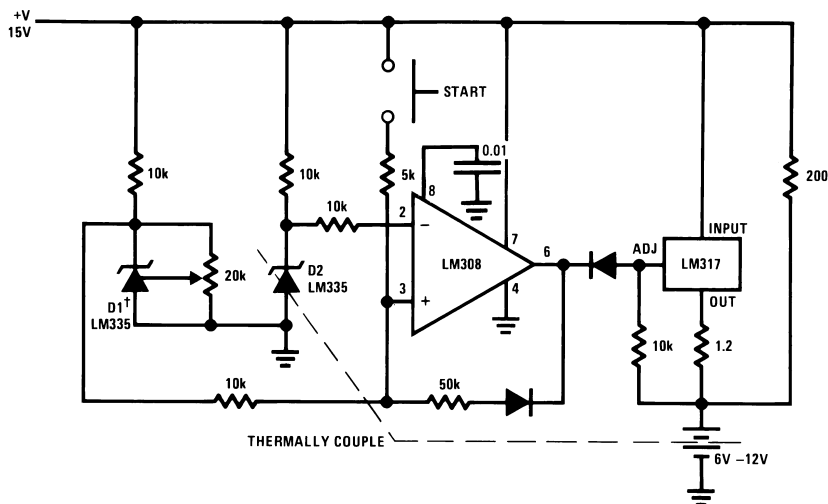 +V
15V
START
10k
10k
5k
0.01
8
200
10k
2
−
7
6
ADJ
INPUT
LM317
20k
D2
LM335
LM308
D1†
LM335
3
+
4
OUT
10k
1.2
10k
50k
THERMALLY COUPLE
6V −12V